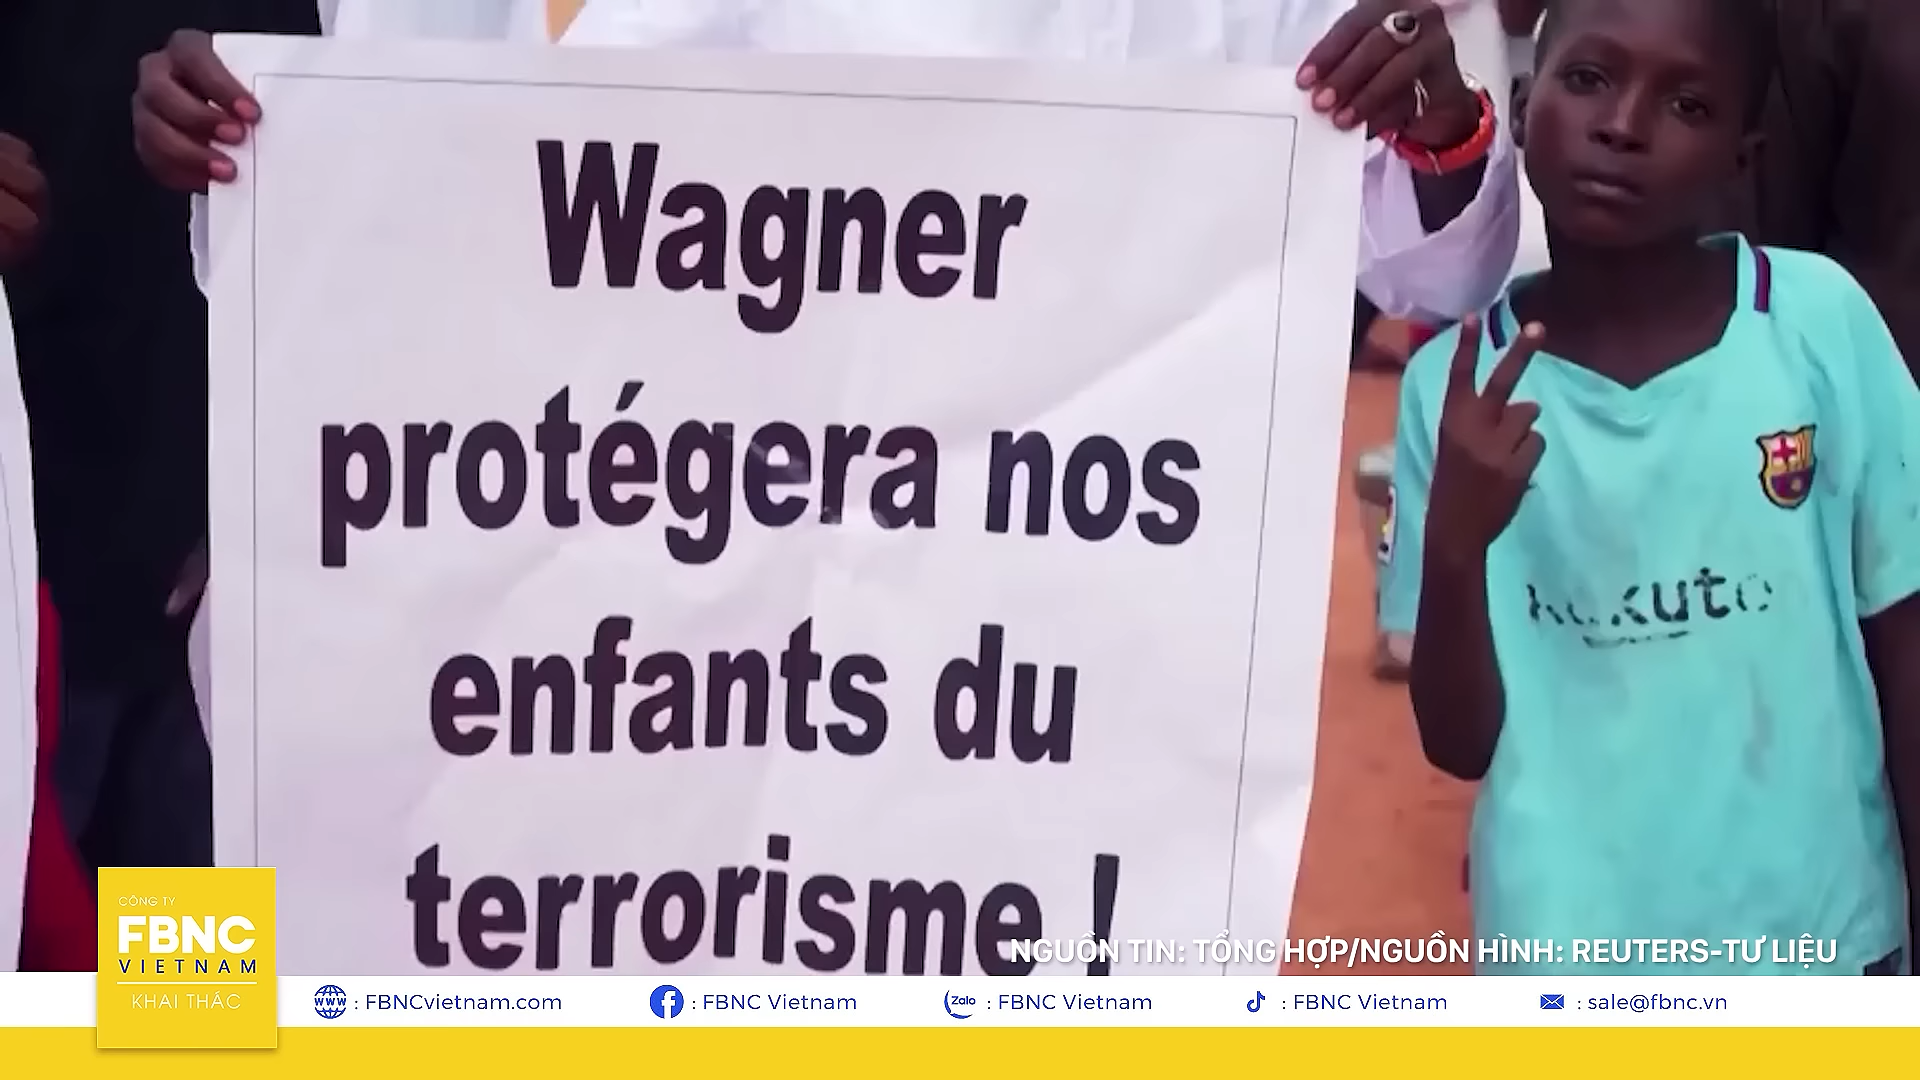 Wagner
protégera nos
enfants du
terrorisme !
NGUỒN TIN: TỔNG HỢP/NGUỒN HÌNH: REUTERS-TƯ LIỆU
CÔNG TY
FBNC
VIETNAM
KHAI THÁC
: FBNCvietnam.com
: FBNC Vietnam
Zalo : FBNC Vietnam
: FBNC Vietnam
: sale@fbnc.vn